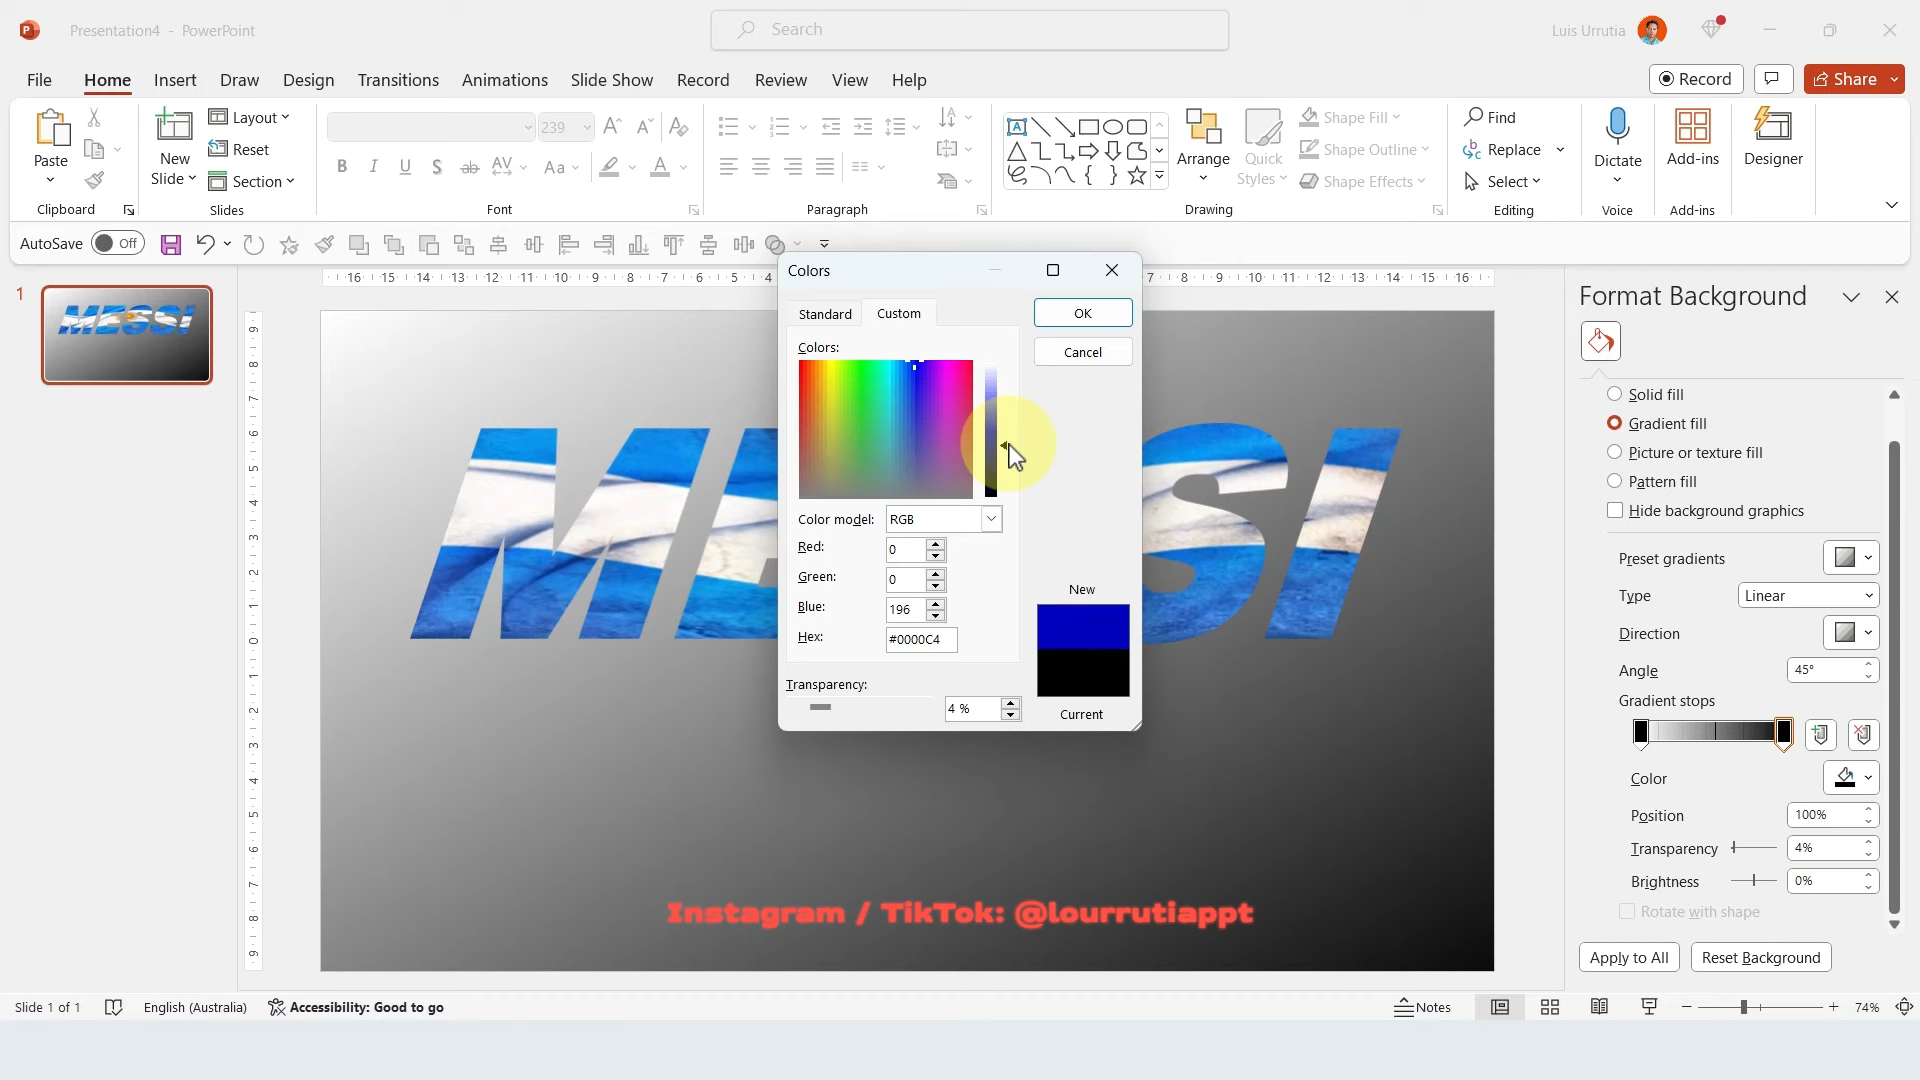 Presentation4 - PowerPoint
Search
Luis Urrutia
File Home Insert Draw Design Transitions Animations Slide Show Record Review View Help
Record
Share
Paste
New
Slide
Layout
Reset
Section
239
Arrange
Quick
Styles
Shape Fill
Shape Outline
Shape Effects
Find
Replace
Select
Dictate
Add-ins
Designer
Clipboard
Slides
Font
Paragraph
Drawing
Editing
Voice
Add-ins
AutoSave Off
1
MESSI
Colors
Standard Custom
OK
Cancel
Colors:
Color model: RGB
Red: 0
Green: 0
Blue: 196
Hex: #0000C4
New
Current
Transparency:
4 %
Format Background
Solid fill
Gradient fill
Picture or texture fill
Pattern fill
Hide background graphics
Preset gradients
Type Linear
Direction
Angle 45°
Gradient stops
Color
Position 100%
Transparency 4%
Brightness 0%
Rotate with shape
Apply to All Reset Background
Instagram / TikTok: @lourrutiappt
Slide 1 of 1 English (Australia) Accessibility: Good to go
Notes
74%